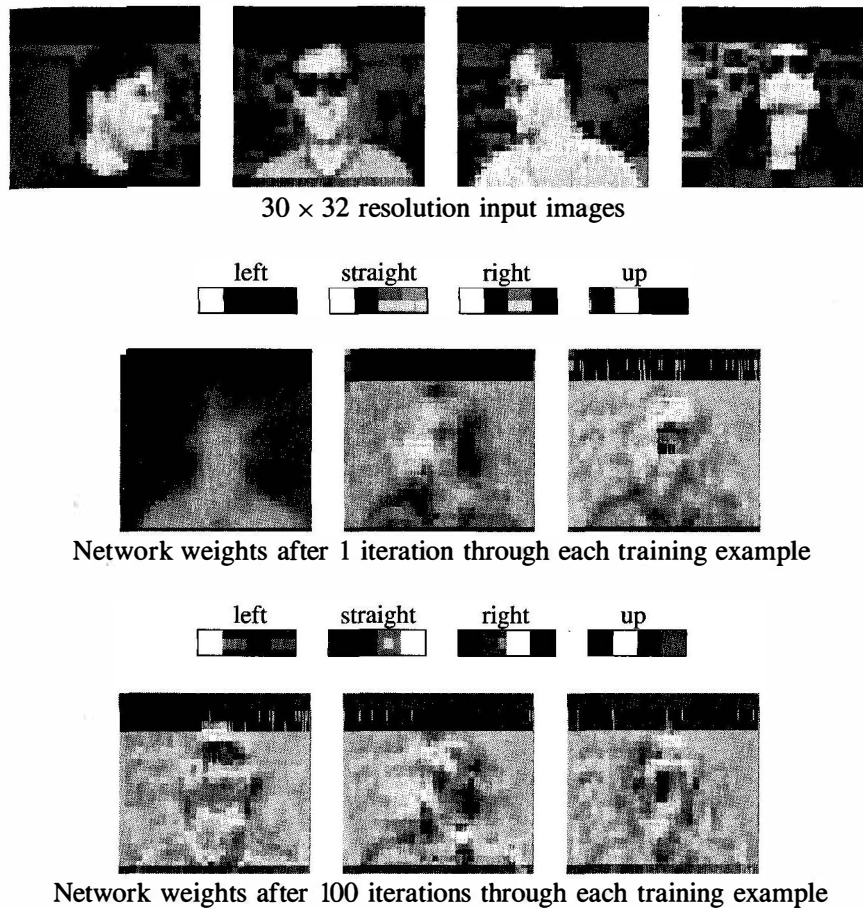 30 × 32 resolution input images
left straight right up
Network weights after 1 iteration through each training example
left straight right up
Network weights after 100 iterations through each training example